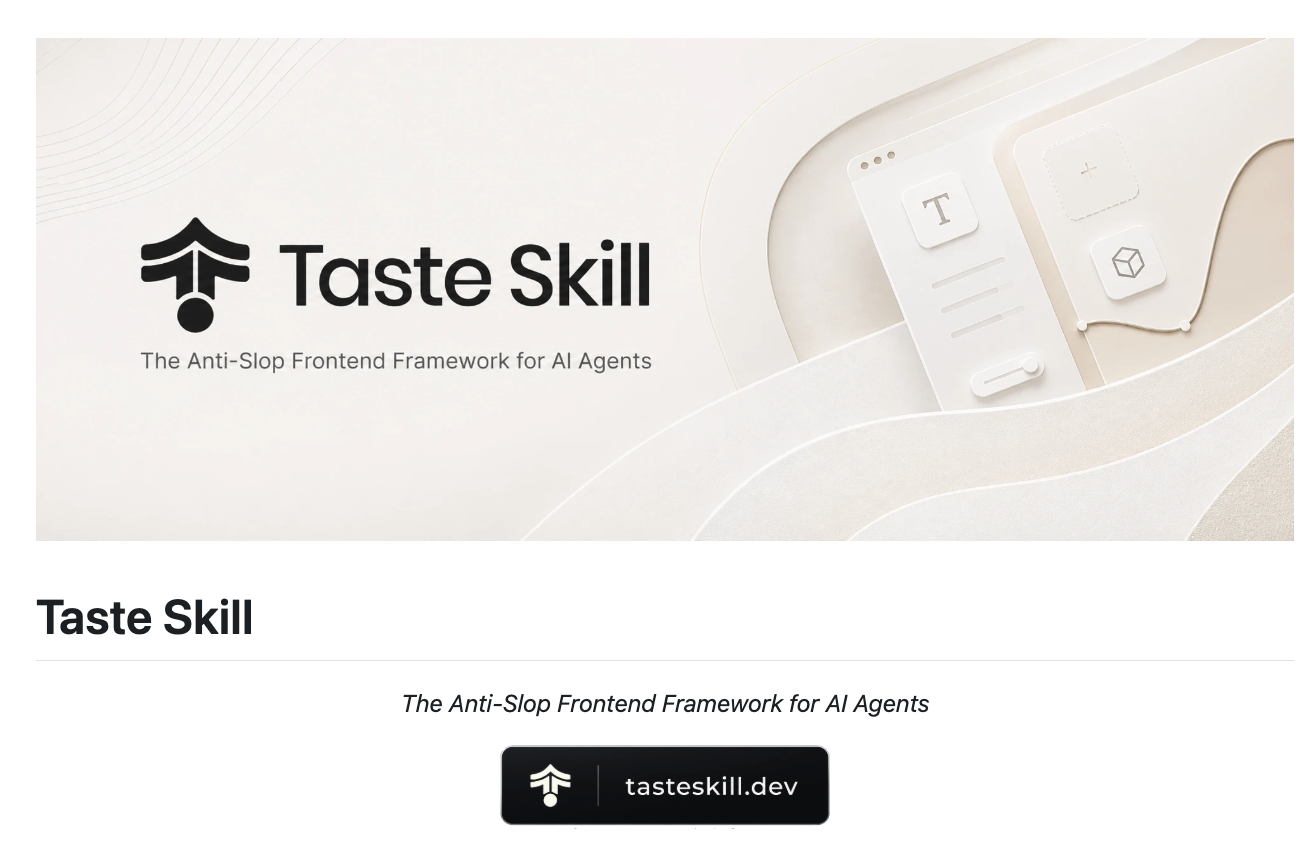 Taste Skill
The Anti-Slop Frontend Framework for AI Agents
T
Taste Skill
The Anti-Slop Frontend Framework for AI Agents
tasteskill.dev